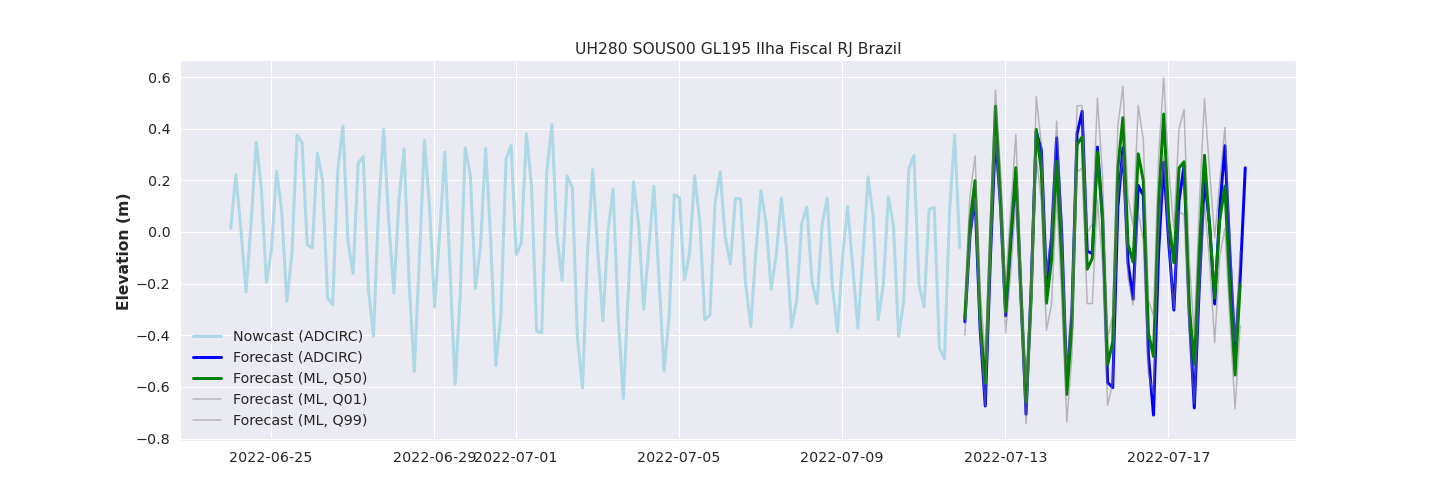 UH280 SOUS00 GL195 Ilha Fiscal RJ Brazil
Elevation (m)
0.6
0.4
0.2
0.0
−0.2
−0.4
−0.6
−0.8
Nowcast (ADCIRC)
Forecast (ADCIRC)
Forecast (ML, Q50)
Forecast (ML, Q01)
Forecast (ML, Q99)
2022-06-25 2022-06-29 2022-07-01 2022-07-05 2022-07-09 2022-07-13 2022-07-17